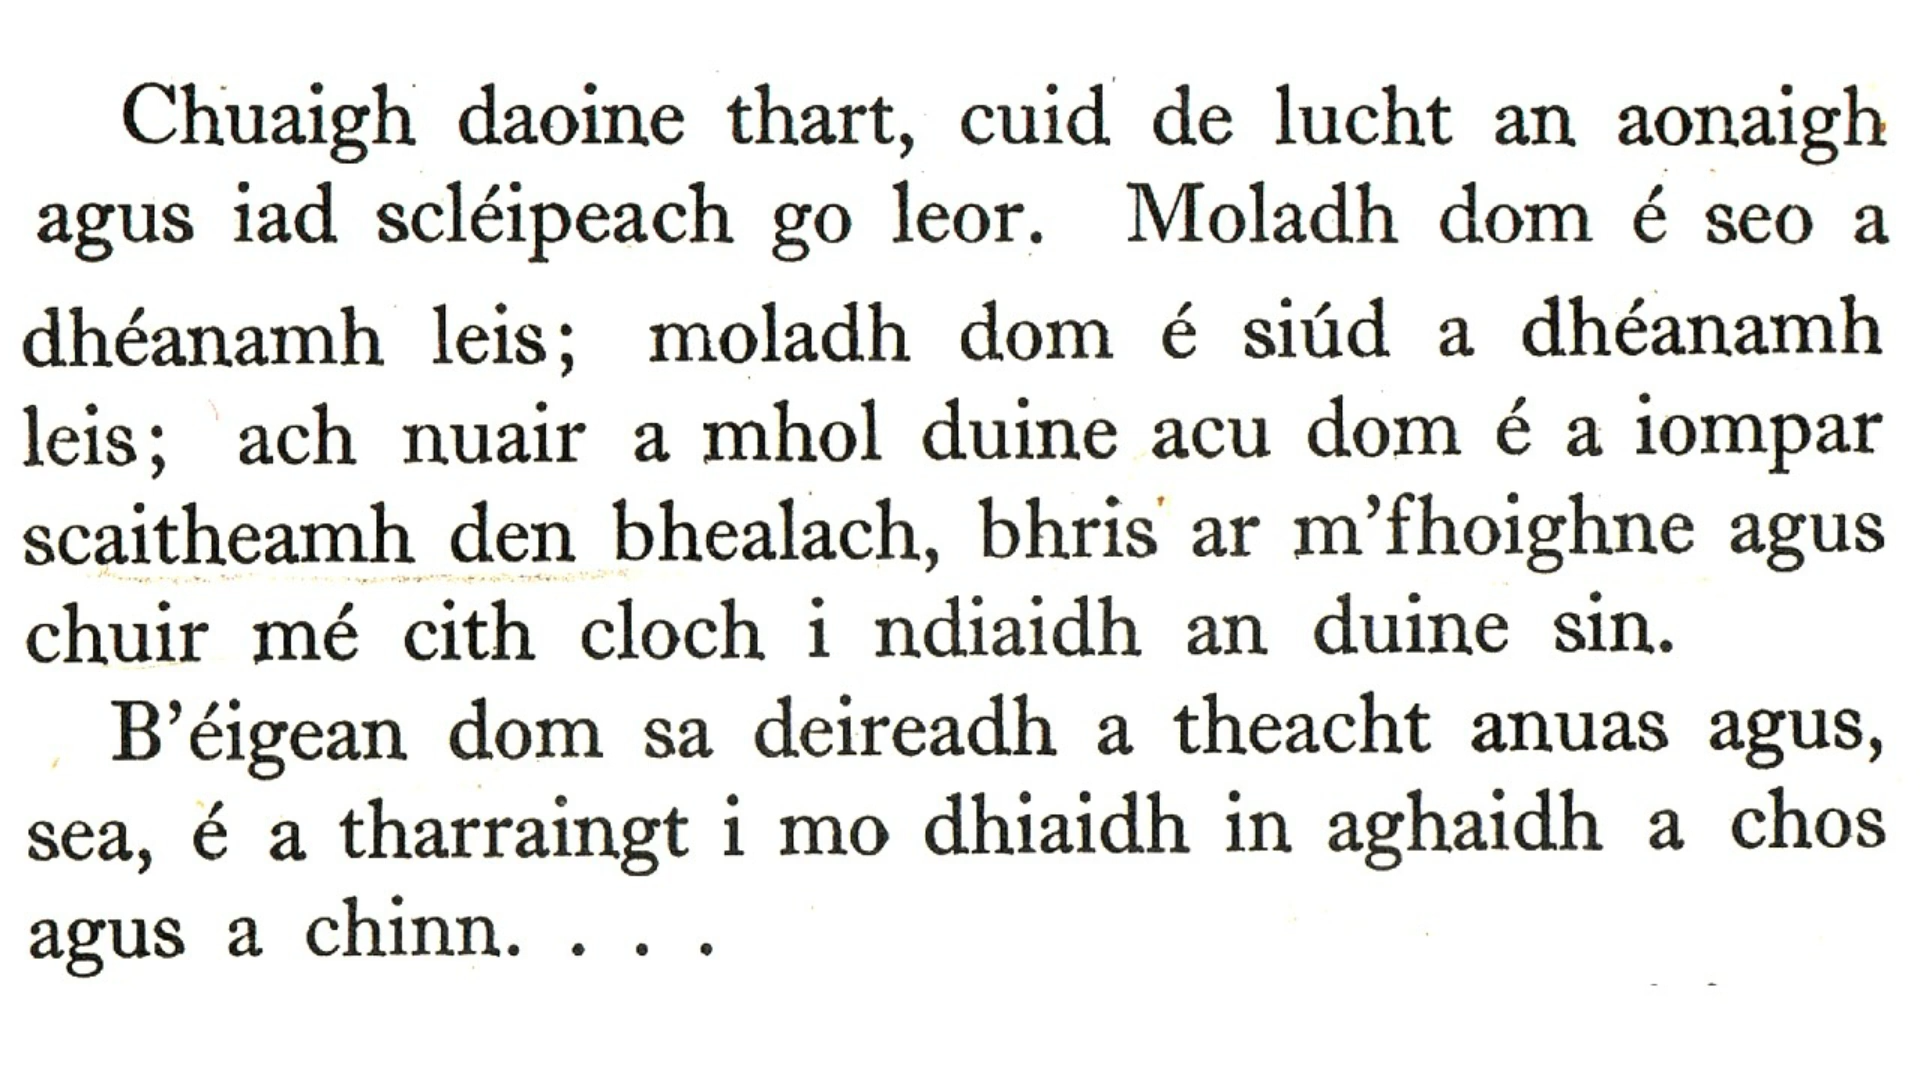 Chuaigh daoine thart, cuid de lucht an aonaigh
agus iad scléipeach go leor. Moladh dom é seo a
dhéanamh leis; moladh dom é siúd a dhéanamh
leis; ach nuair a mhol duine acu dom é a iompar
scaitheamh den bhealach, bhris ar m’fhoighne agus
chuir mé cith cloch i ndiaidh an duine sin.
B’éigean dom sa deireadh a theacht anuas agus,
sea, é a tharraingt i mo dhiaidh in aghaidh a chos
agus a chinn. . . .